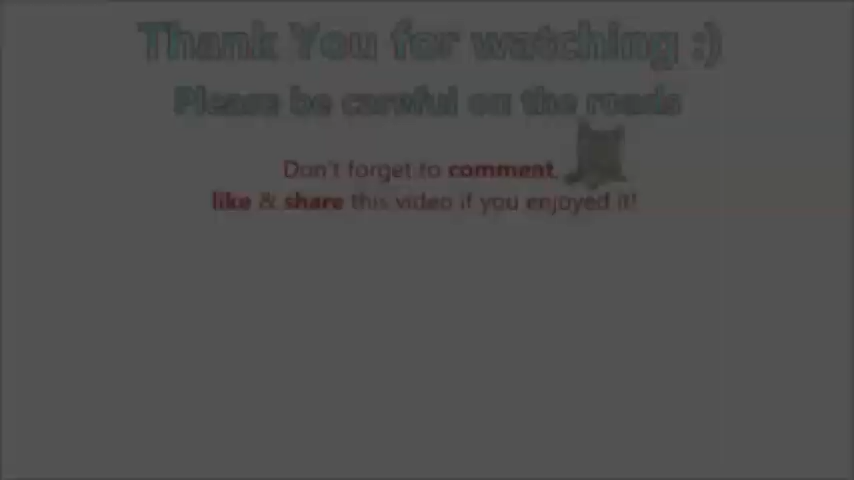 Thank You for watching :)
Please be careful on the roads
Don't forget to comment,
like & share this video if you enjoyed it!